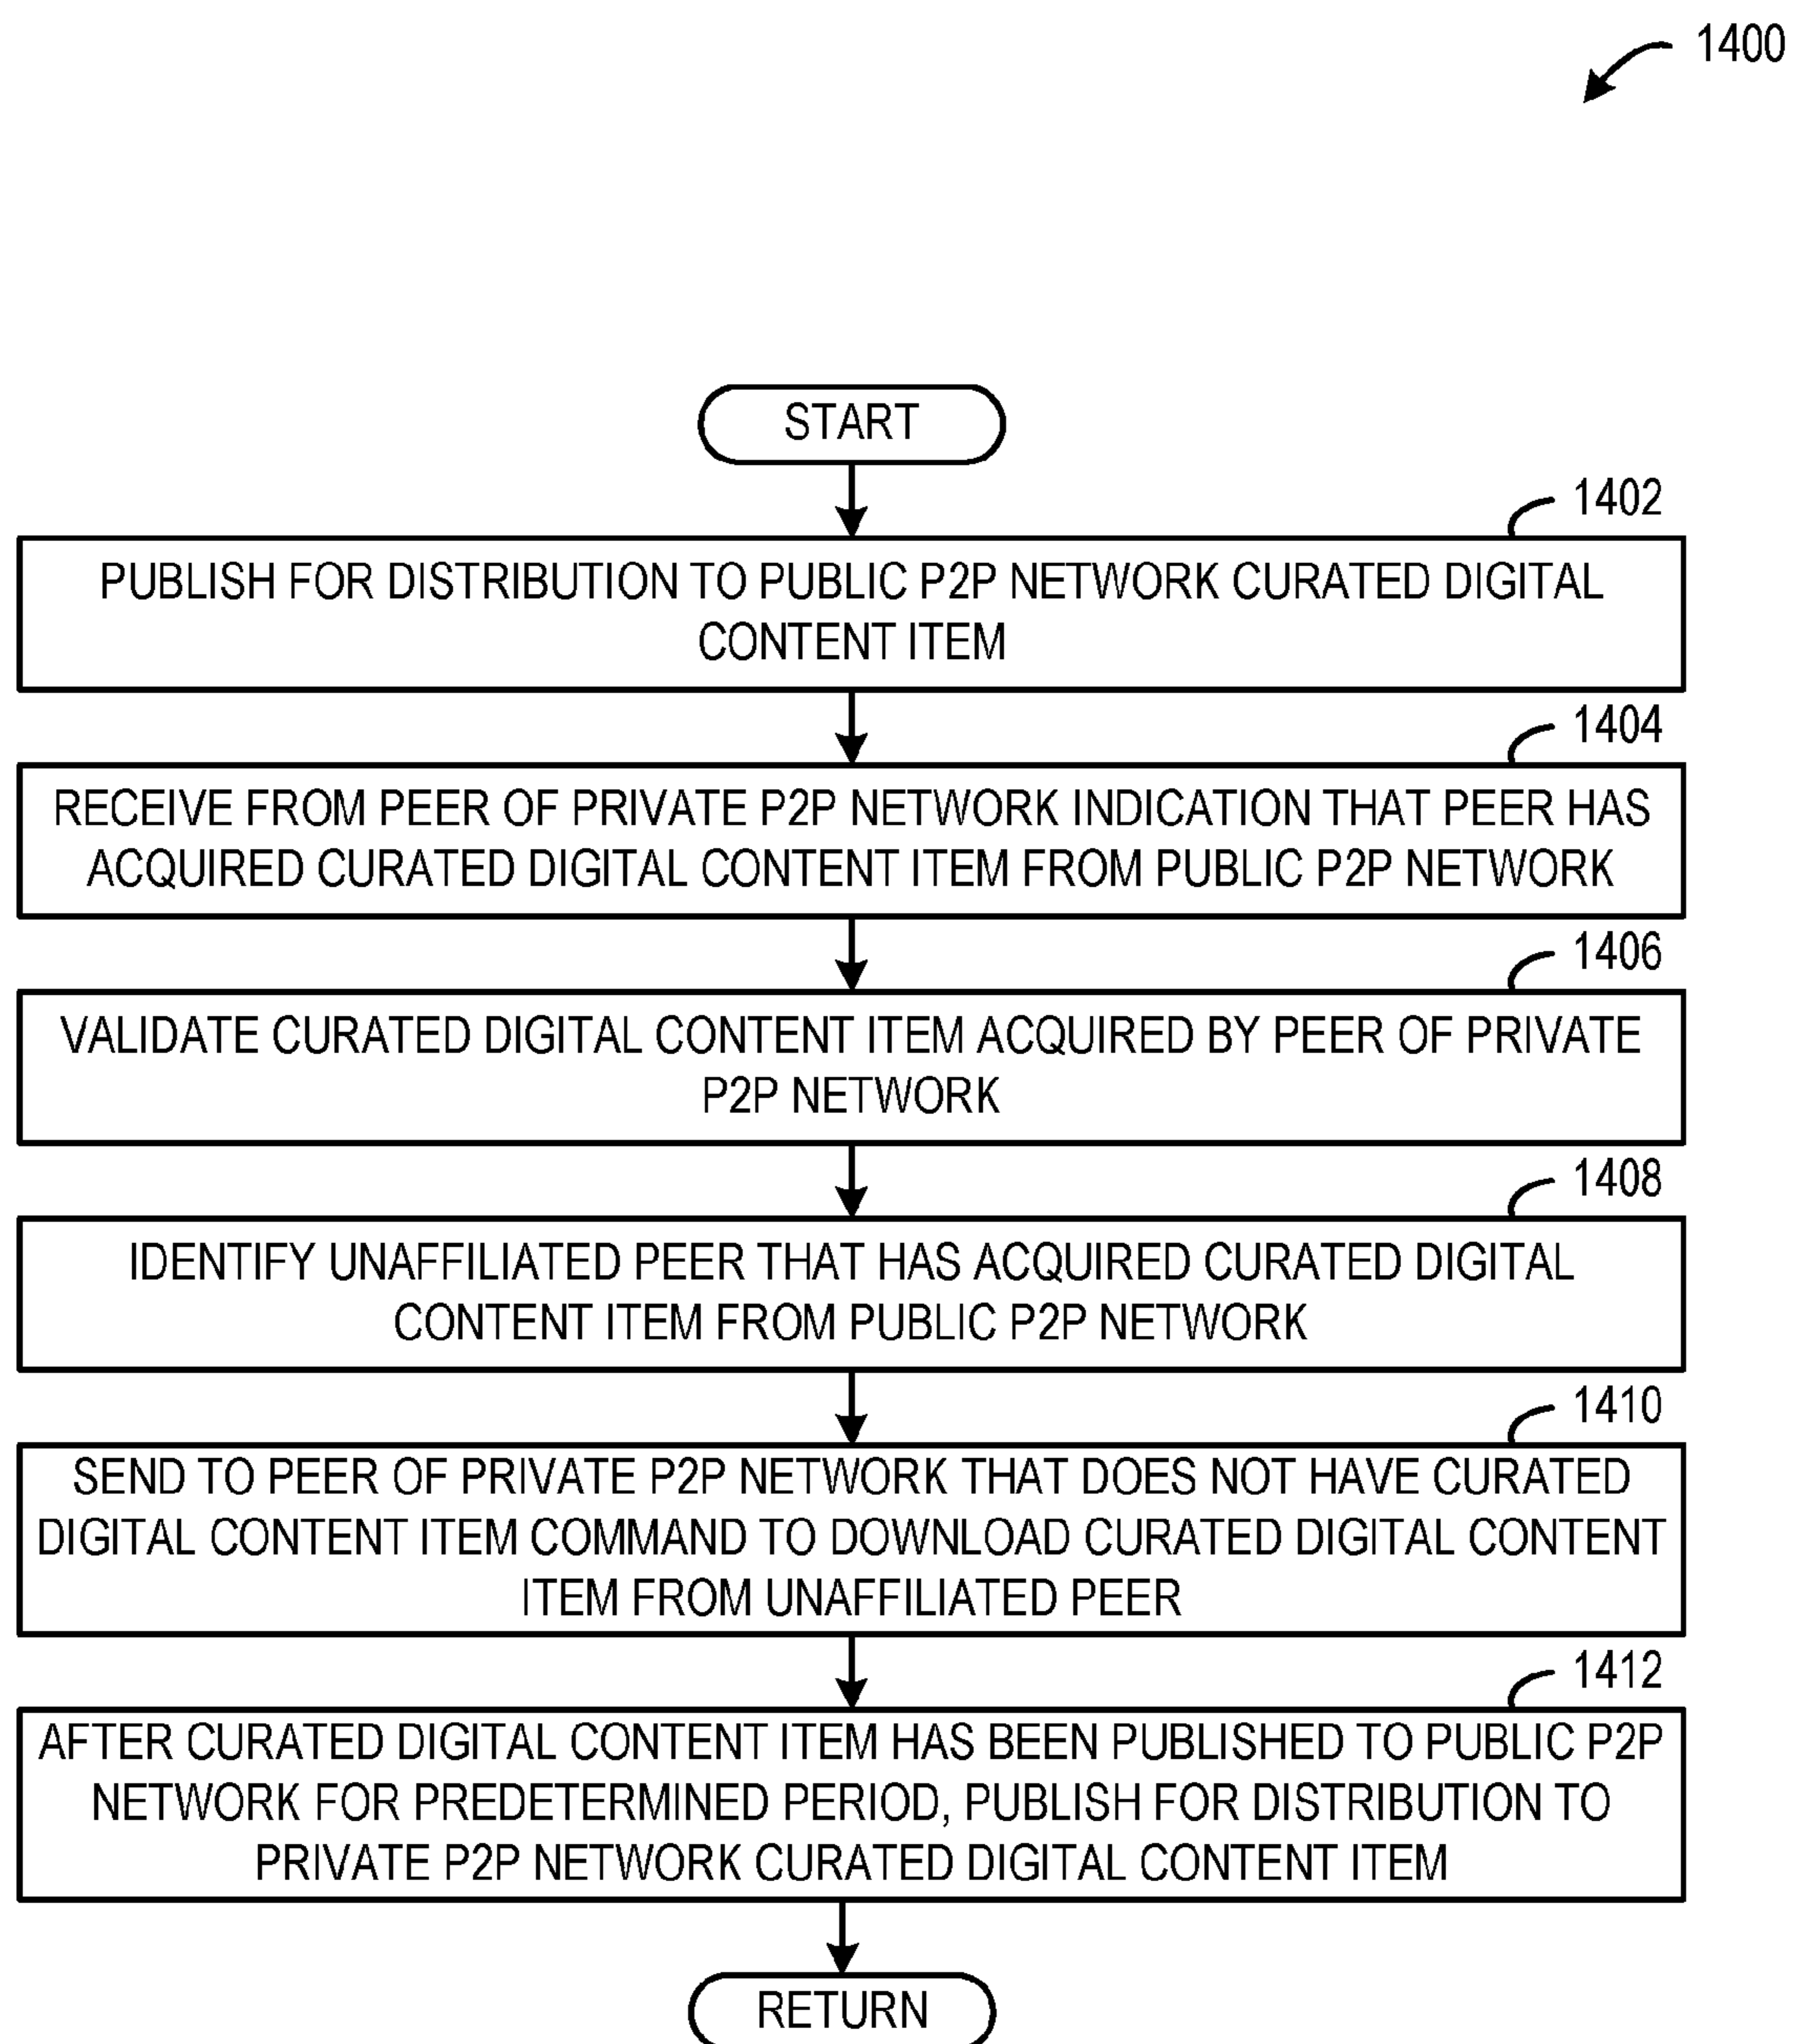 1400
START
1402
PUBLISH FOR DISTRIBUTION TO PUBLIC P2P NETWORK CURATED DIGITAL
CONTENT ITEM
1404
RECEIVE FROM PEER OF PRIVATE P2P NETWORK INDICATION THAT PEER HAS
ACQUIRED CURATED DIGITAL CONTENT ITEM FROM PUBLIC P2P NETWORK
1406
VALIDATE CURATED DIGITAL CONTENT ITEM ACQUIRED BY PEER OF PRIVATE
P2P NETWORK
1408
IDENTIFY UNAFFILIATED PEER THAT HAS ACQUIRED CURATED DIGITAL
CONTENT ITEM FROM PUBLIC P2P NETWORK
1410
SEND TO PEER OF PRIVATE P2P NETWORK THAT DOES NOT HAVE CURATED
DIGITAL CONTENT ITEM COMMAND TO DOWNLOAD CURATED DIGITAL CONTENT
ITEM FROM UNAFFILIATED PEER
1412
AFTER CURATED DIGITAL CONTENT ITEM HAS BEEN PUBLISHED TO PUBLIC P2P
NETWORK FOR PREDETERMINED PERIOD, PUBLISH FOR DISTRIBUTION TO
PRIVATE P2P NETWORK CURATED DIGITAL CONTENT ITEM
RETURN